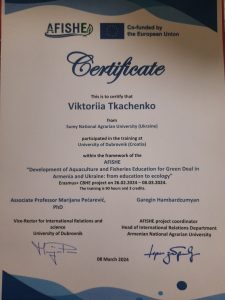 AFISHE
Co-funded by
the European Union
Certificate
This is to certify that
Viktoriia Tkachenko
from
Sumy National Agrarian University (Ukraine)
participated in the training at
University of Dubrovnik (Croatia)
within the framework of the
AFISHE
"Development of Aquaculture and Fisheries Education for Green Deal in
Armenia and Ukraine: from education to ecology"
Erasmus+ CBHE project on 26.02.2024 – 08.03.2024.
The training is 90 hours and 3 credits.
Associate Professor Marijana Pećarević,
PhD
Garegin Hambardzumyan
Vice-Rector for International Relations and
science
University of Dubrovnik
AFISHE project coordinator
Head of International Relations Department
Armenian National Agrarian University
08 March 2024